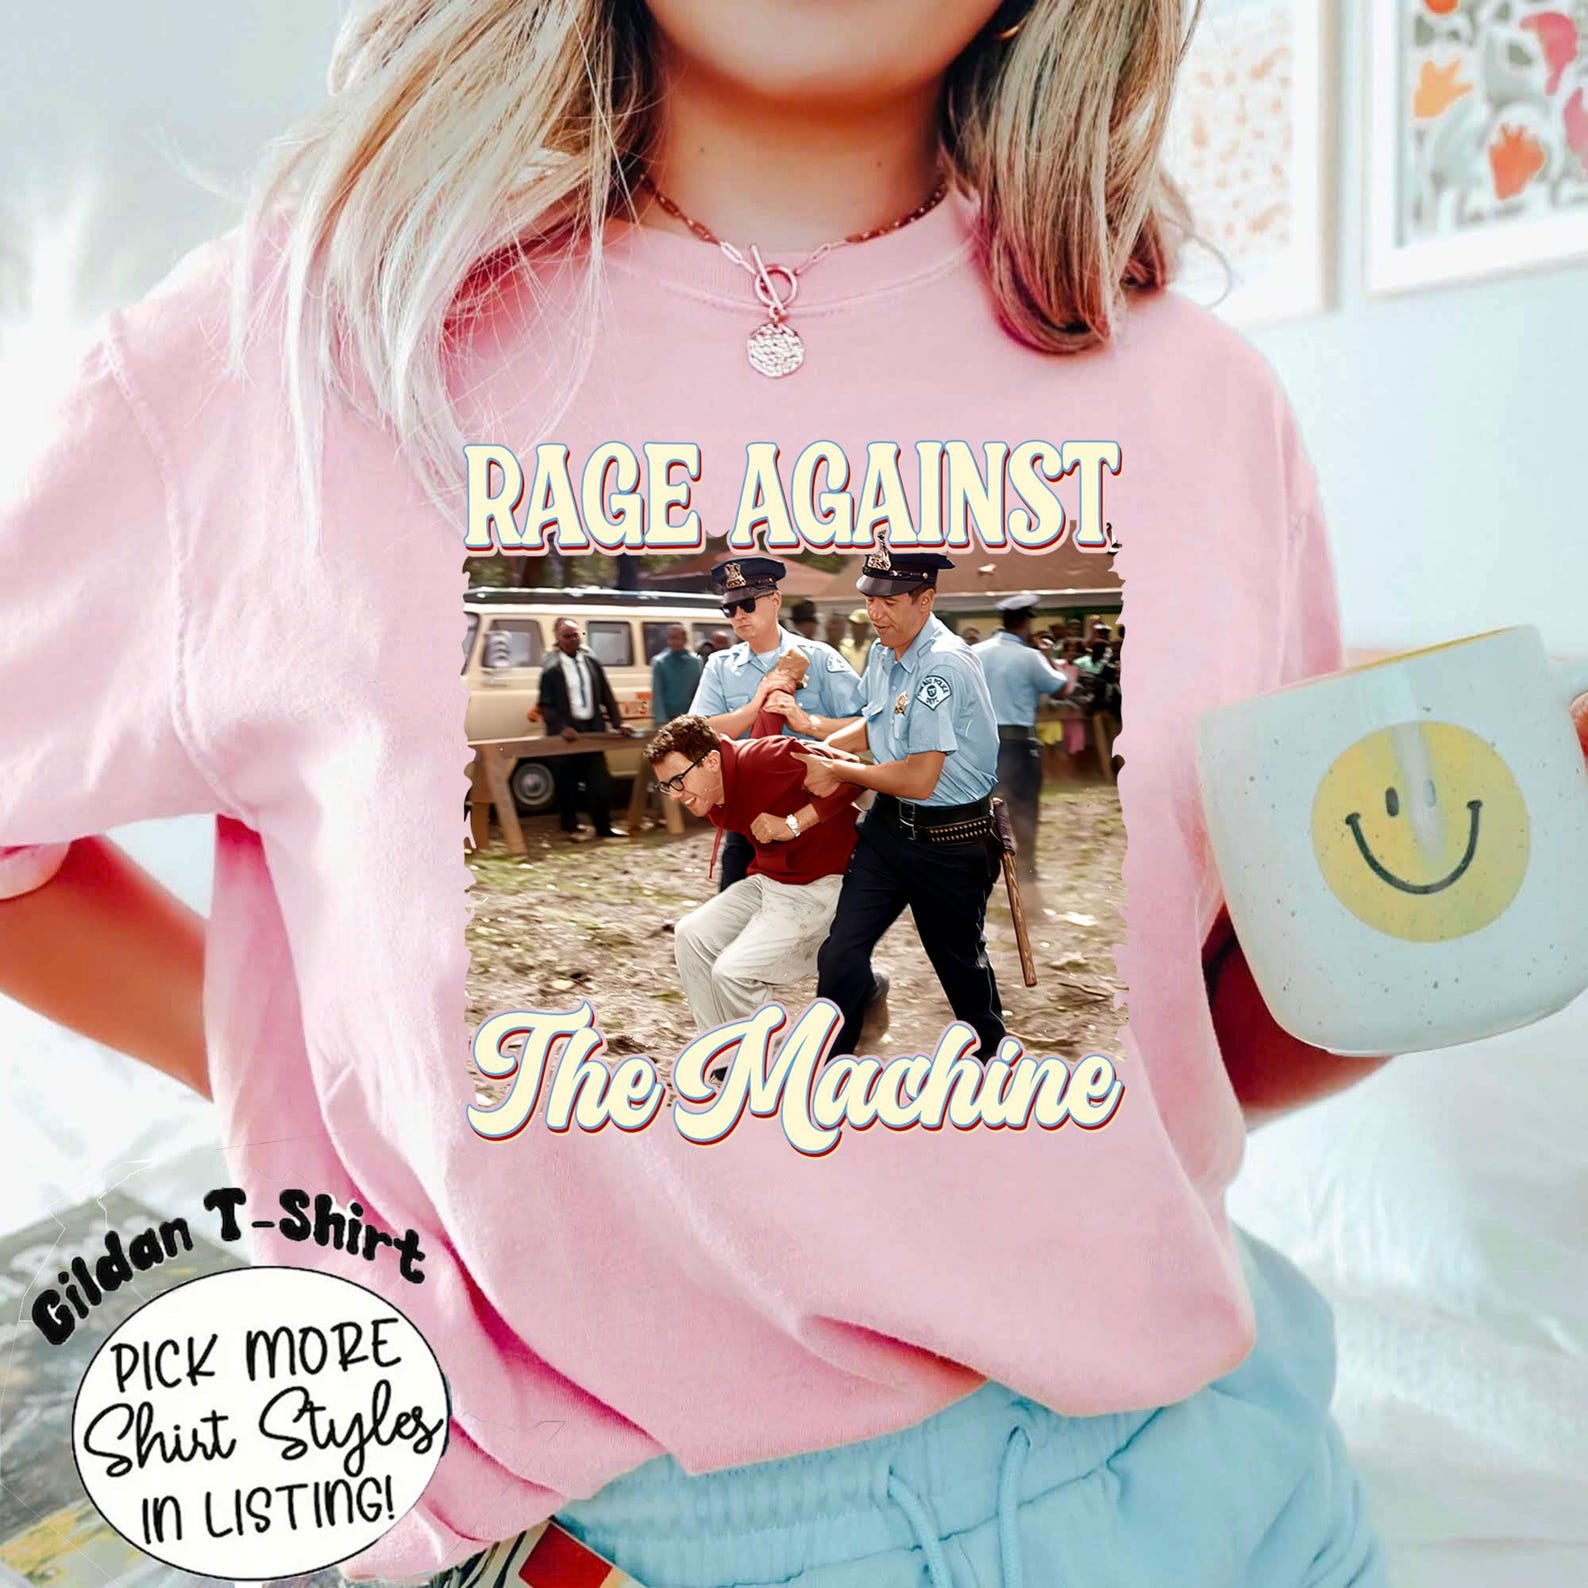 RAGE AGAINST
The Machine
Gildan T-Shirt
PICK MORE
Shirt Styles
IN LISTING!